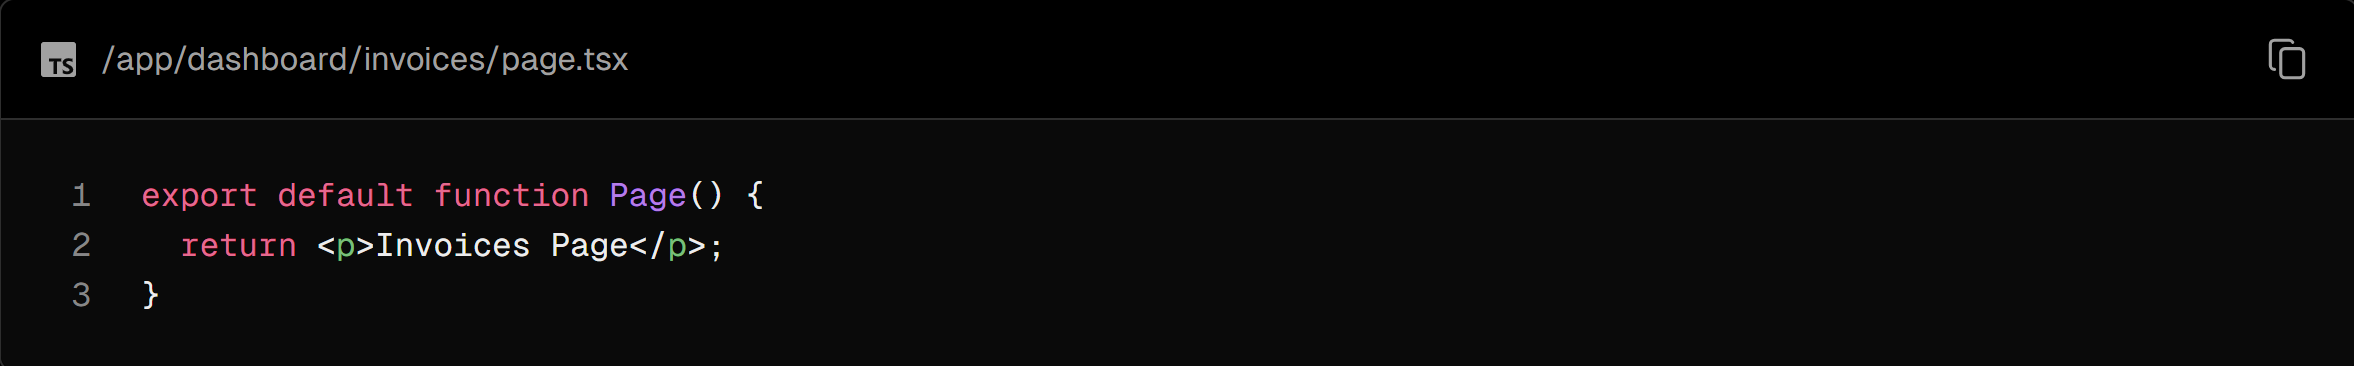 TS /app/dashboard/invoices/page.tsx
1 export default function Page() {
2   return <p>Invoices Page</p>;
3 }